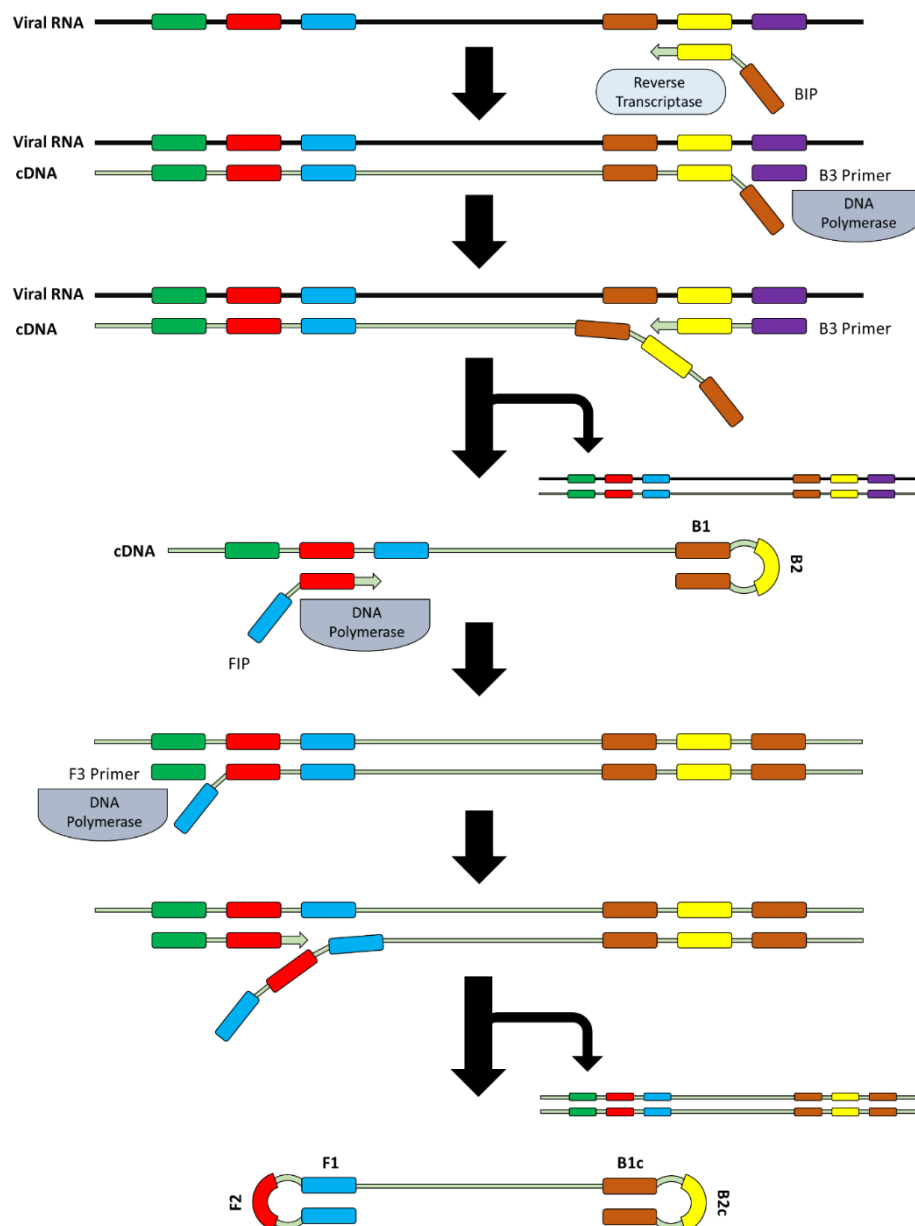 Viral RNA
Reverse
Transcriptase
BIP
Viral RNA
cDNA
B3 Primer
DNA
Polymerase
Viral RNA
cDNA
B3 Primer
B1
cDNA
B2
DNA
Polymerase
FIP
F3 Primer
DNA
Polymerase
F1
B1c
F2
B2c